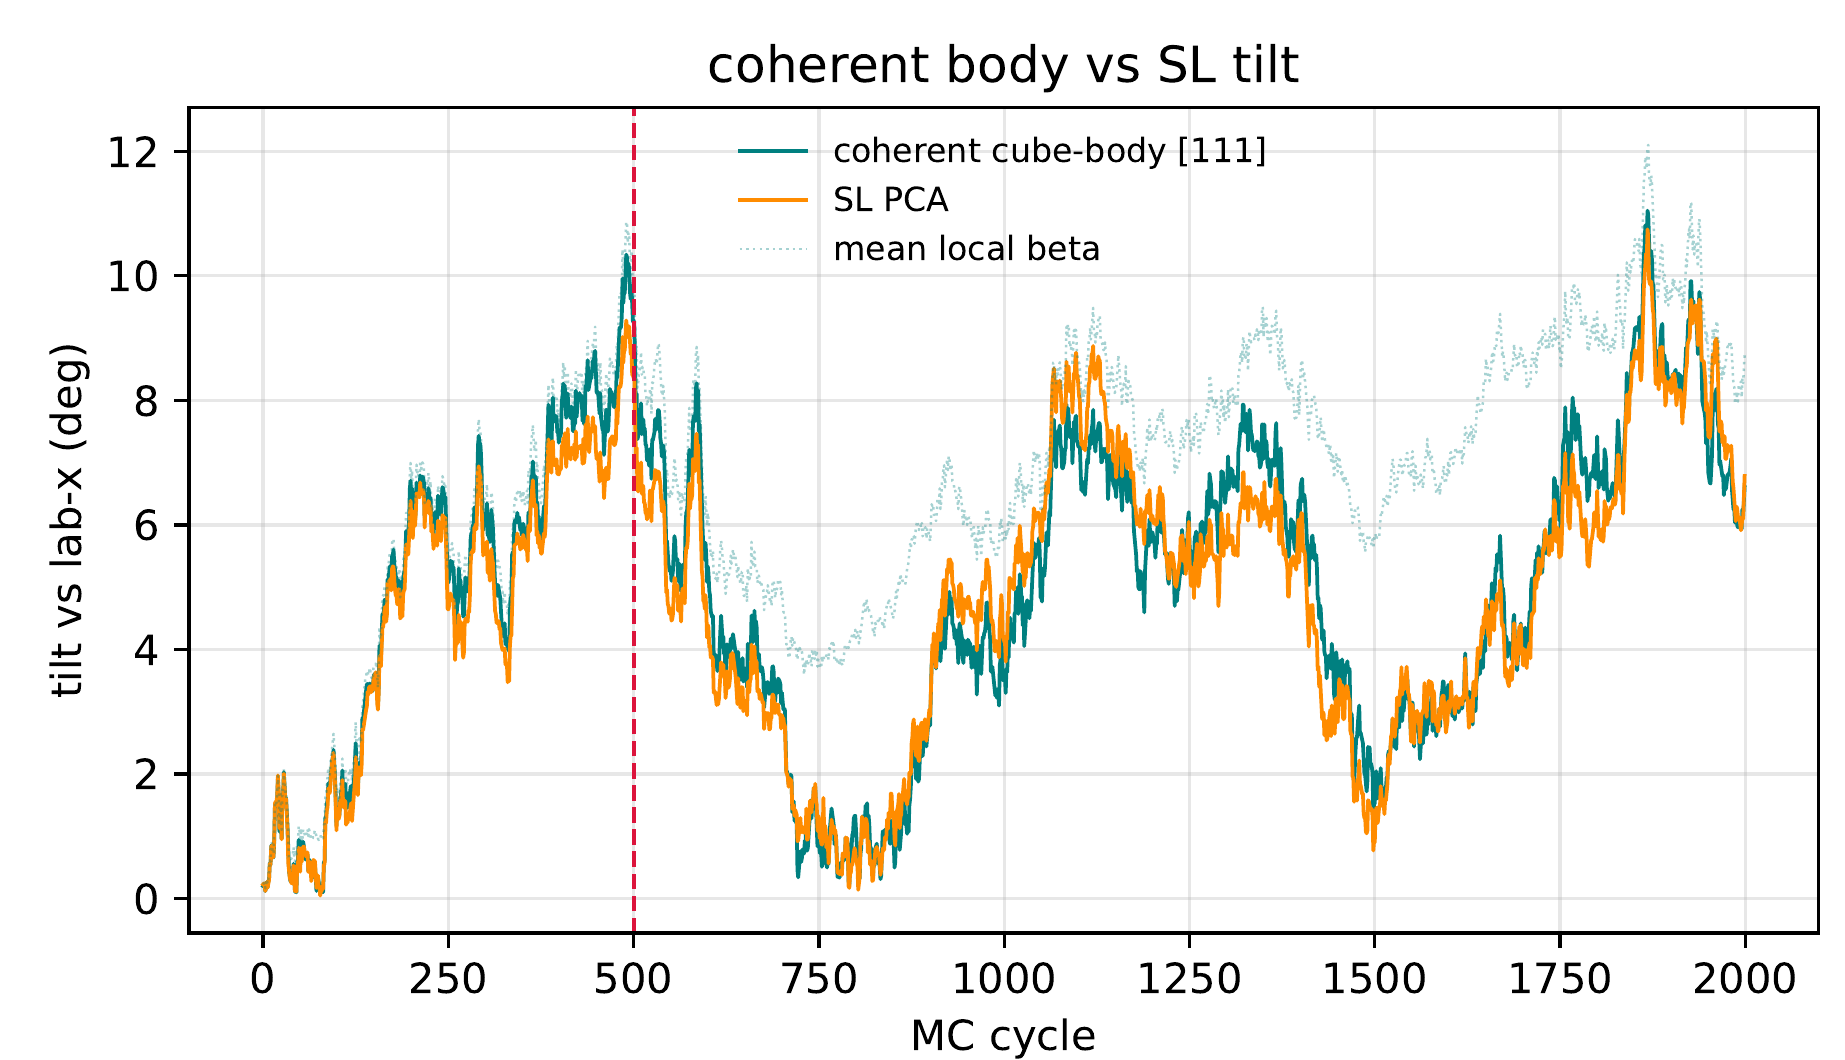 coherent body vs SL tilt
coherent cube-body [111]
SL PCA
mean local beta
tilt vs lab-x (deg)
12
10
8
6
4
2
0
0 250 500 750 1000 1250 1500 1750 2000
MC cycle